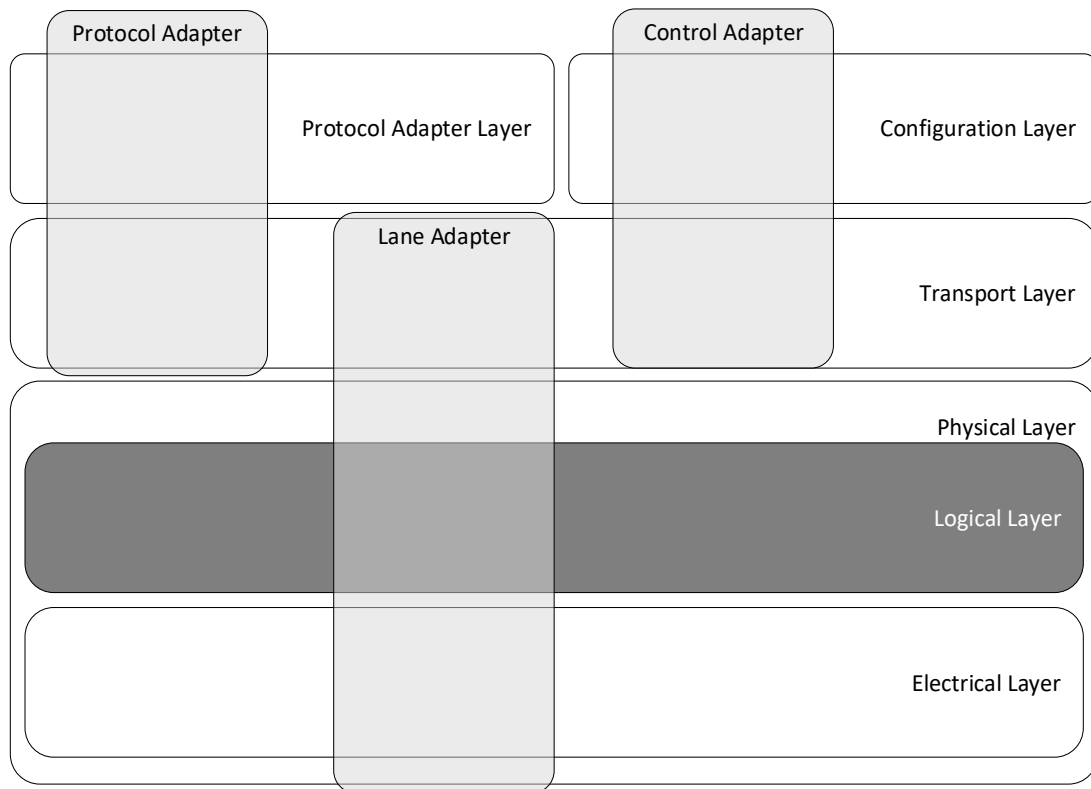 Protocol Adapter
Control Adapter
Protocol Adapter Layer
Configuration Layer
Lane Adapter
Transport Layer
Physical Layer
Logical Layer
Electrical Layer